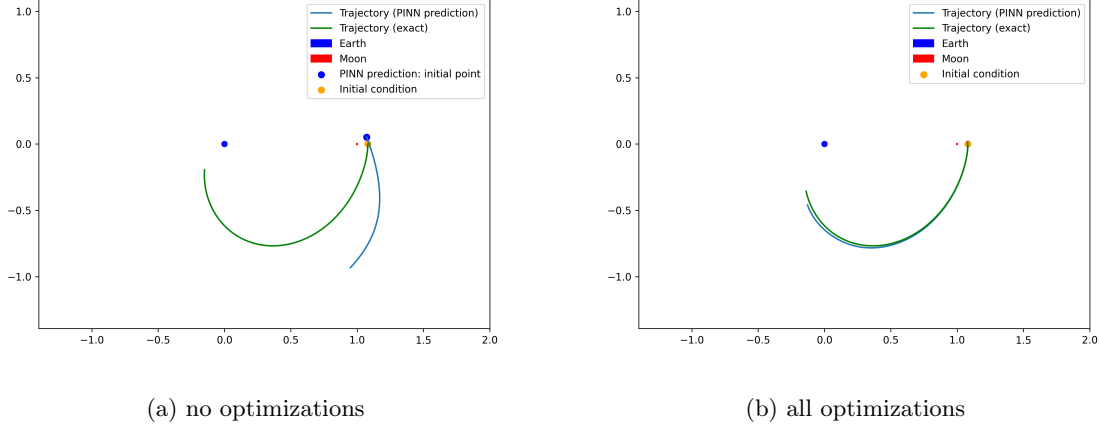 1.0
0.5
0.0
−0.5
−1.0
−1.0
−0.5
0.0
0.5
1.0
1.5
2.0
Trajectory (PINN prediction)
Trajectory (exact)
Earth
Moon
PINN prediction: initial point
Initial condition
(a) no optimizations
1.0
0.5
0.0
−0.5
−1.0
−1.0
−0.5
0.0
0.5
1.0
1.5
2.0
Trajectory (PINN prediction)
Trajectory (exact)
Earth
Moon
Initial condition
(b) all optimizations